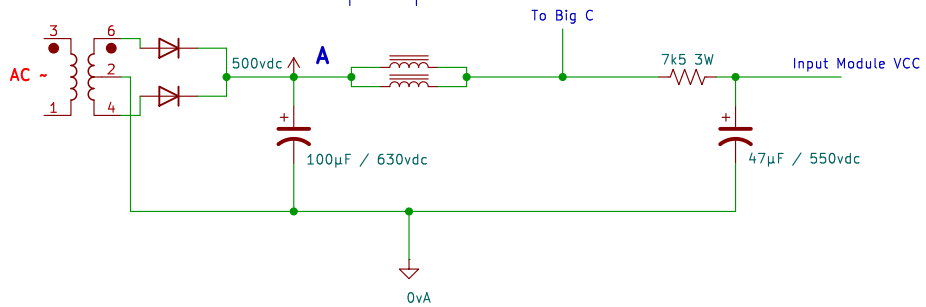 To Big C
3
6
500vdc
A
7k5 3W
Input Module VCC
AC ~
2
1
4
+
+
100µF / 630vdc
47µF / 550vdc
0vA